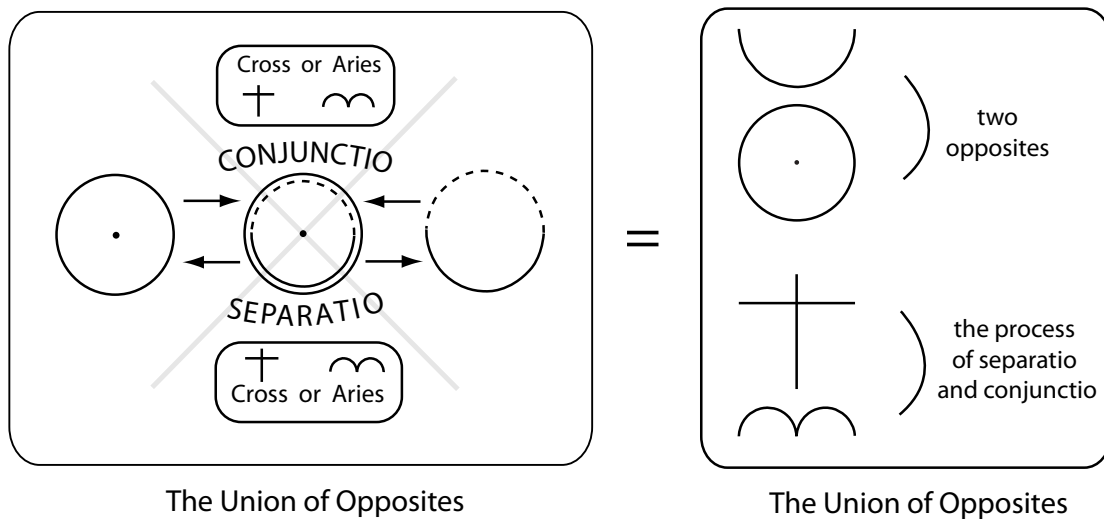 Cross or Aries
CONJUNCTIO
SEPARATIO
Cross or Aries
The Union of Opposites
=
two
opposites
the process
of separatio
and conjunctio
The Union of Opposites